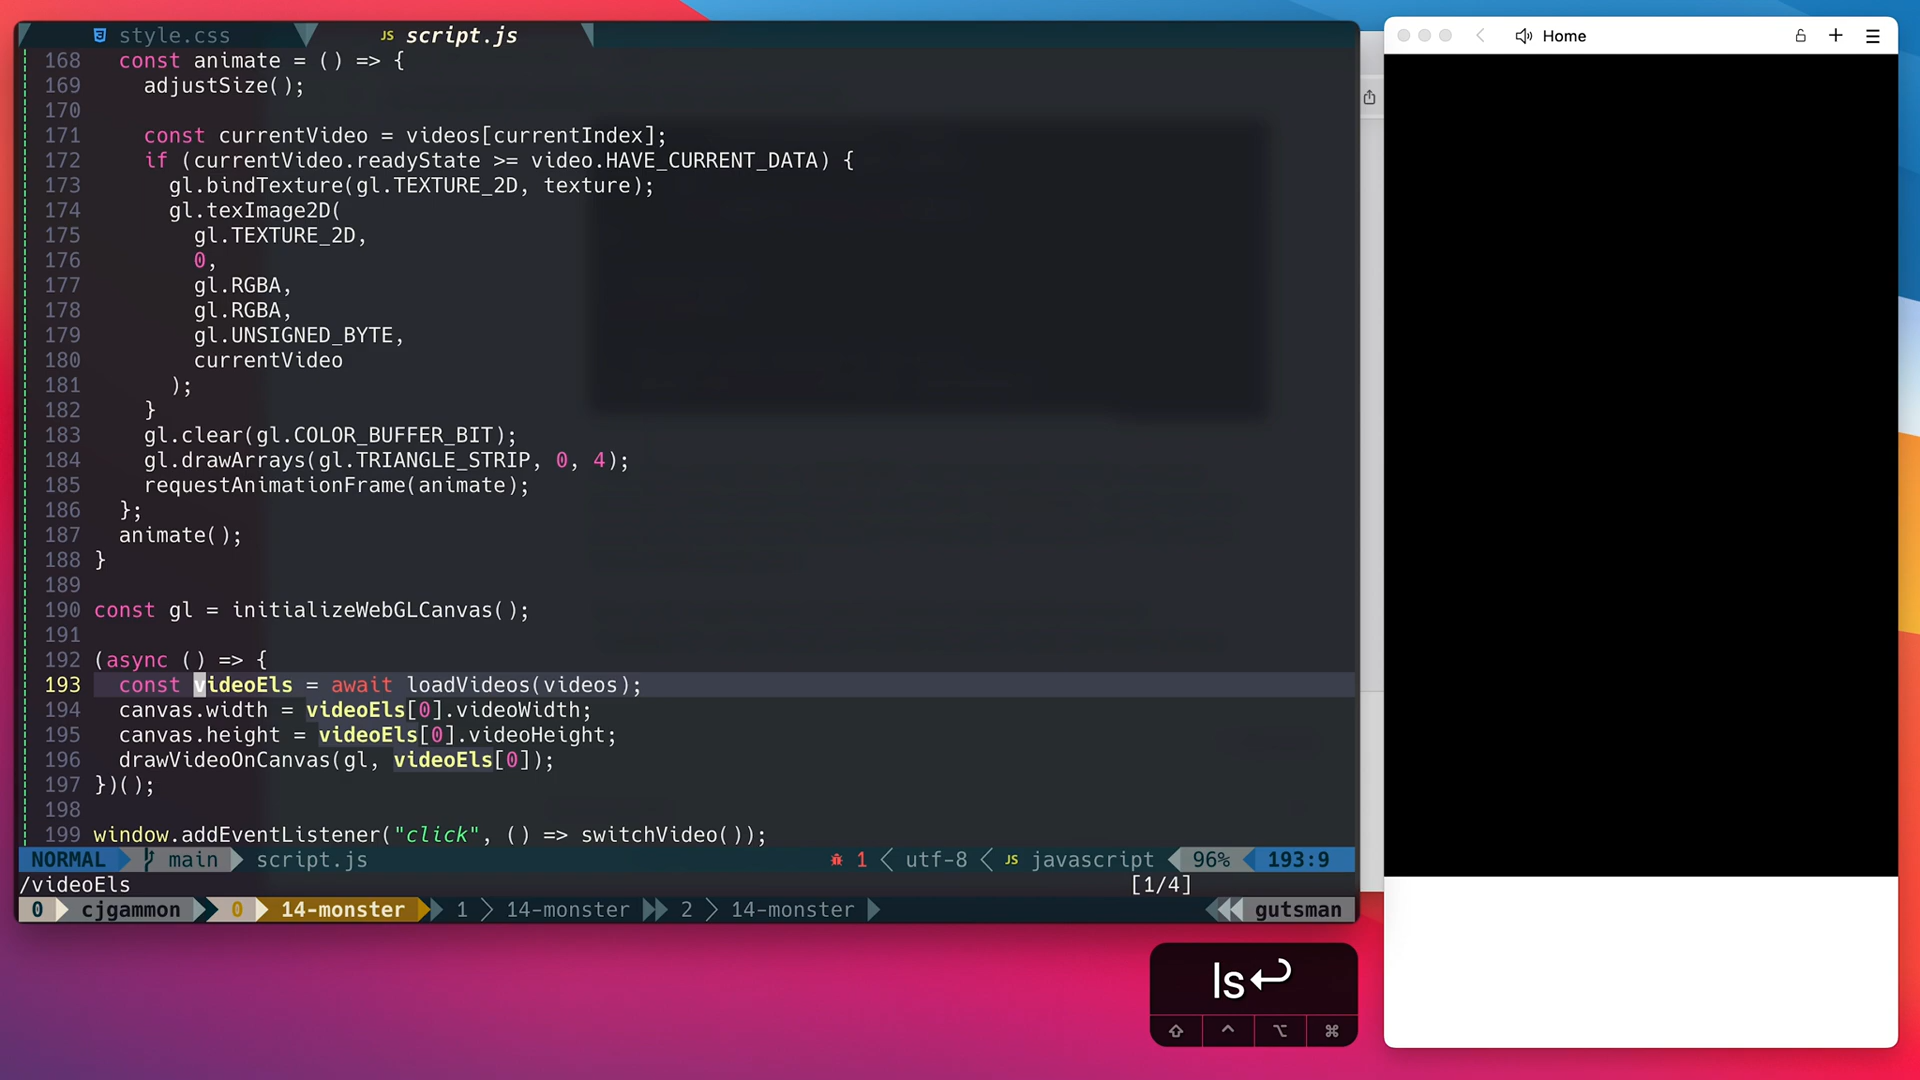 style.css
JS script.js
168 const animate = () => {
169 adjustSize();
170
171 const currentVideo = videos[currentIndex];
172 if (currentVideo.readyState >= video.HAVE_CURRENT_DATA) {
173 gl.bindTexture(gl.TEXTURE_2D, texture);
174 gl.texImage2D(
175 gl.TEXTURE_2D,
176 0,
177 gl.RGBA,
178 gl.RGBA,
179 gl.UNSIGNED_BYTE,
180 currentVideo
181 );
182 }
183 gl.clear(gl.COLOR_BUFFER_BIT);
184 gl.drawArrays(gl.TRIANGLE_STRIP, 0, 4);
185 requestAnimationFrame(animate);
186 };
187 animate();
188 }
189
190 const gl = initializeWebGLCanvas();
191
192 (async () => {
193 const videoEls = await loadVideos(videos);
194 canvas.width = videoEls[0].videoWidth;
195 canvas.height = videoEls[0].videoHeight;
196 drawVideoOnCanvas(gl, videoEls[0]);
197 })();
198
199 window.addEventListener("click", () => switchVideo());
NORMAL main script.js 1 utf-8 JS javascript 96% 193:9
/videoEls [1/4]
0 cjgammon 0 14-monster 1 14-monster 2 14-monster gutsman
Home
ls↩
⇧ ⌃ ⌥ ⌘